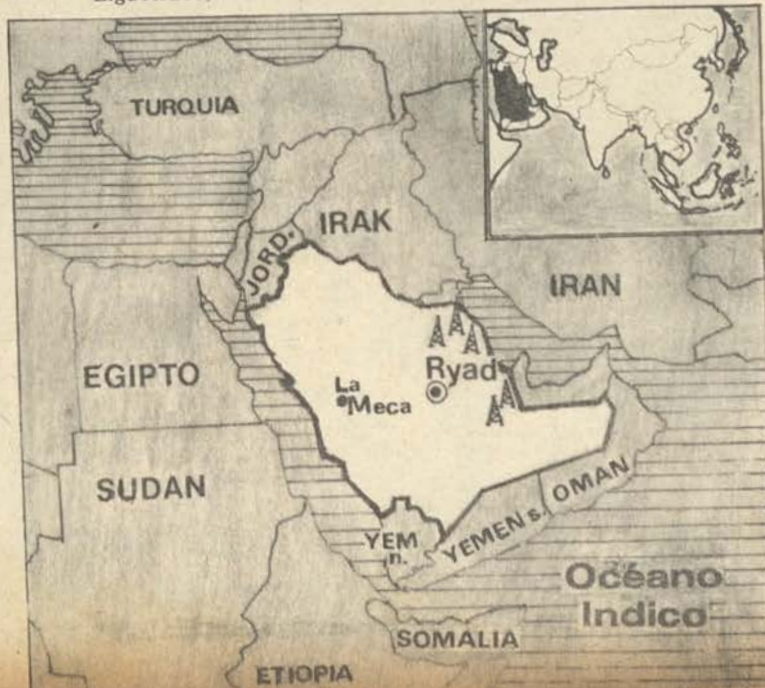 TURQUIA
IRAK
JORD.
IRAN
EGIPTO
Ryad
La
Meca
SUDAN
OMAN
YEMEN s.
YEM
n.
Océano
Indico
SOMALIA
ETIOPIA